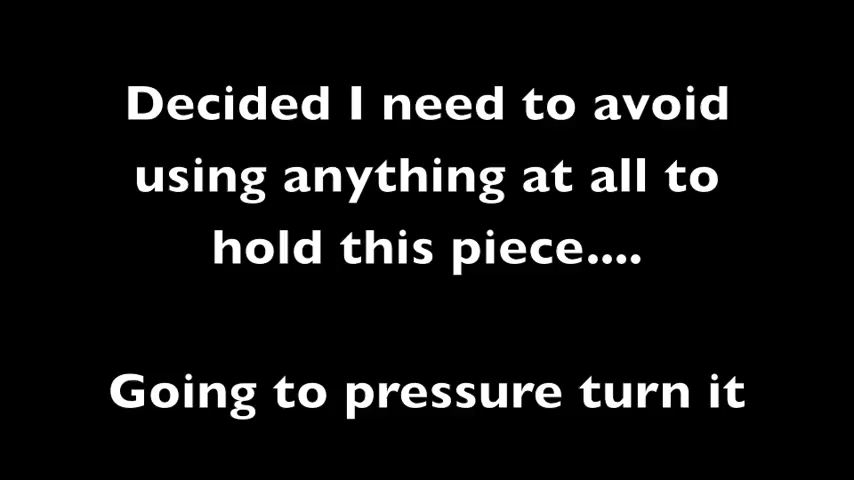 Decided I need to avoid
using anything at all to
hold this piece....
Going to pressure turn it